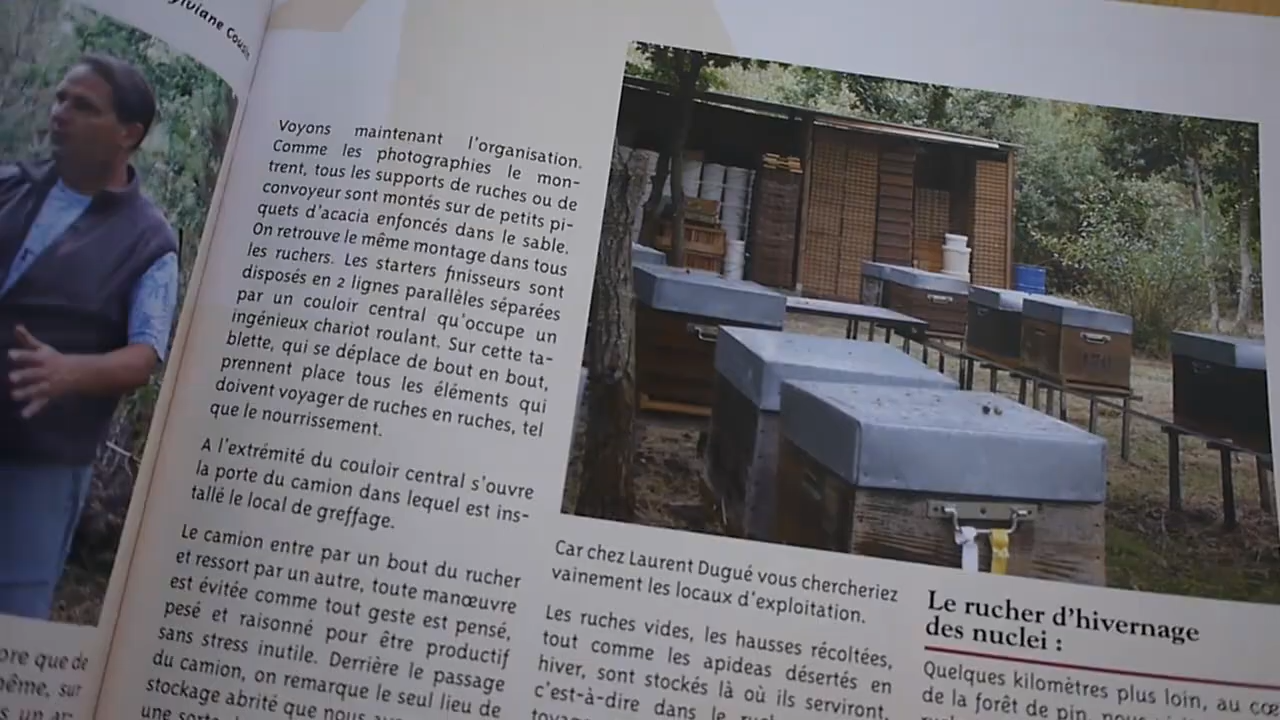 Sylviane Cousin
ore que de
ême, sur
Voyons maintenant l'organisation.
Comme les photographies le mon-
trent, tous les supports de ruches ou de
convoyeur sont montés sur de petits pi-
quets d'acacia enfoncés dans le sable.
On retrouve le même montage dans tous
les ruchers. Les starters finisseurs sont
disposés en 2 lignes parallèles séparées
par un couloir central qu'occupe un
ingénieux chariot roulant. Sur cette ta-
blette, qui se déplace de bout en bout,
prennent place tous les éléments qui
doivent voyager de ruches en ruches, tel
que le nourrissement.
A l'extrémité du couloir central s'ouvre
la porte du camion dans lequel est ins-
tallé le local de greffage.
Le camion entre par un bout du rucher
et ressort par un autre, toute manœuvre
est évitée comme tout geste est pensé,
pesé et raisonné pour être productif
sans stress inutile. Derrière le passage
du camion, on remarque le seul lieu de
stockage abrité que nous
une sorte
Car chez Laurent Dugué vous chercheriez
vainement les locaux d'exploitation.
Les ruches vides, les hausses récoltées,
tout comme les apideas désertés en
hiver, sont stockés là où ils serviront,
c'est-à-dire dans le
Le rucher d'hivernage
des nuclei :
Quelques kilomètres plus loin, au
de la forêt de pin,